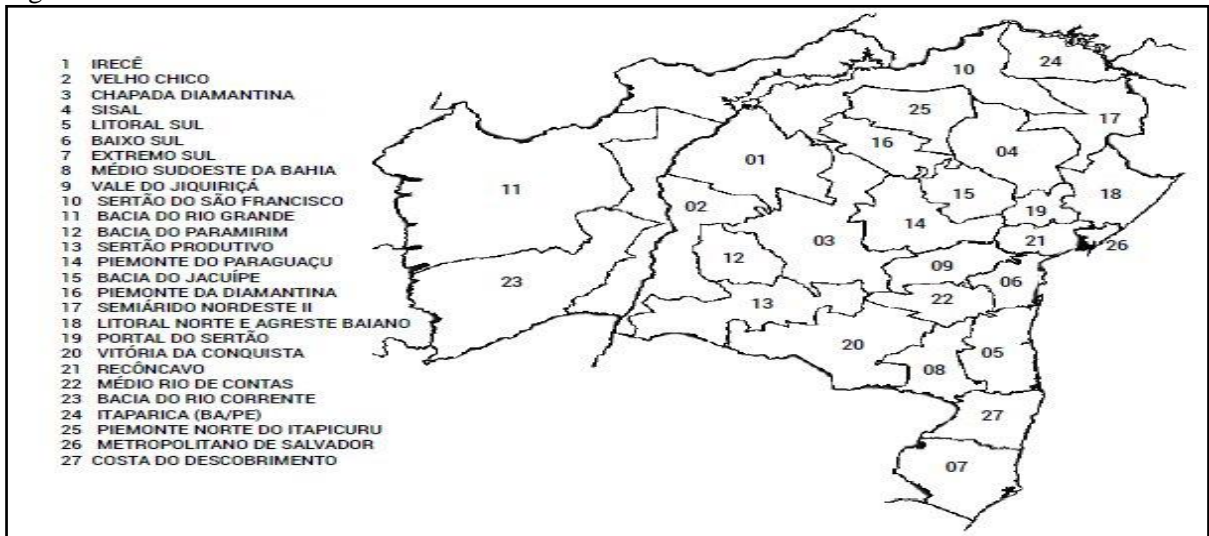 1 IRECÊ
2 VELHO CHICO
3 CHAPADA DIAMANTINA
4 SISAL
5 LITORAL SUL
6 BAIXO SUL
7 EXTREMO SUL
8 MÉDIO SUDOESTE DA BAHIA
9 VALE DO JIQUIRIÇÁ
10 SERTÃO DO SÃO FRANCISCO
11 BACIA DO RIO GRANDE
12 BACIA DO PARAMIRIM
13 SERTÃO PRODUTIVO
14 PIEMONTE DO PARAGUAÇU
15 BACIA DO JACUÍPE
16 PIEMONTE DA DIAMANTINA
17 SEMIÁRIDO NORDESTE II
18 LITORAL NORTE E AGRESTE BAIANO
19 PORTAL DO SERTÃO
20 VITÓRIA DA CONQUISTA
21 RECÔNCAVO
22 MÉDIO RIO DE CONTAS
23 BACIA DO RIO CORRENTE
24 ITAPARICA (BA/PE)
25 PIEMONTE NORTE DO ITAPICURU
26 METROPOLITANO DE SALVADOR
27 COSTA DO DESCOBRIMENTO
24
10
25
17
16
04
01
11
15
18
02
19
14
03
21
26
12
09
06
23
22
13
20
05
08
27
07